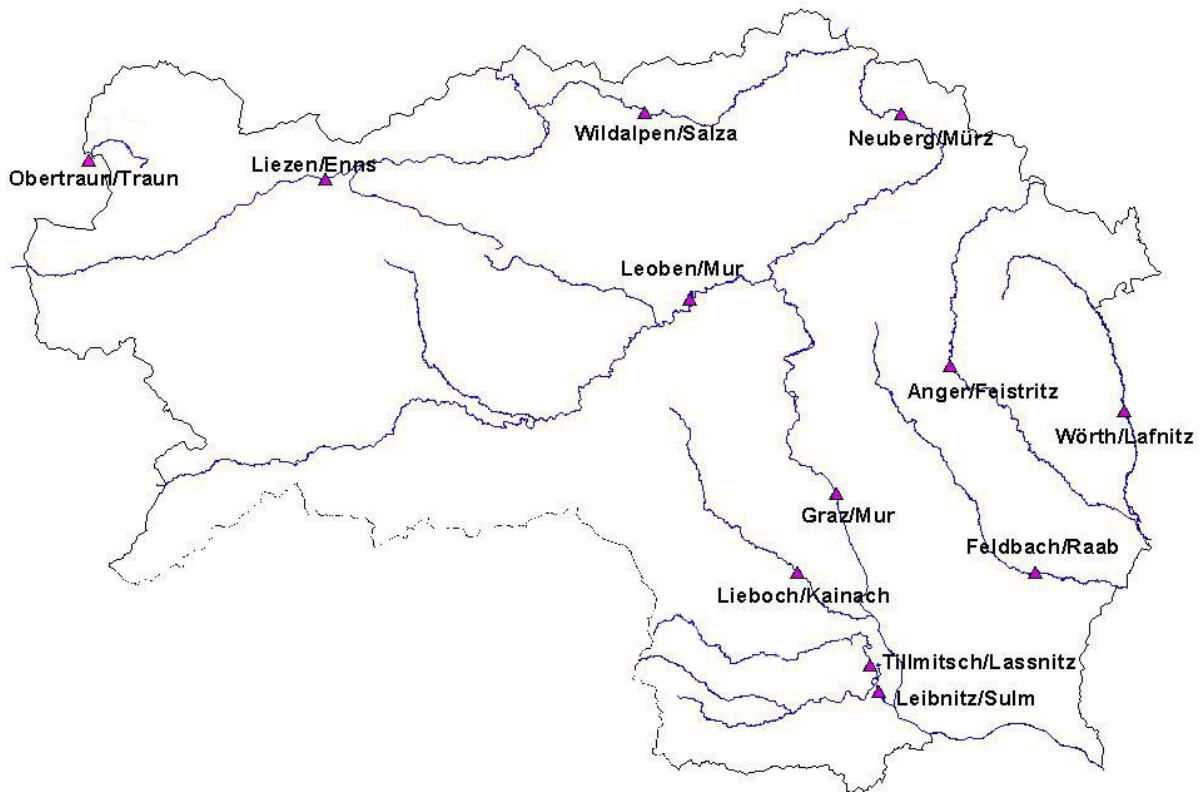 Wildalpen/Salza
Neuberg/Mürz
Obertraun/Traun
Liezen/Enns
Leoben/Mur
Anger/Feistritz
Wörth/Lafnitz
Graz/Mur
Feldbach/Raab
Lieboch/Kainach
Tillmitsch/Lassnitz
Leibnitz/Sulm